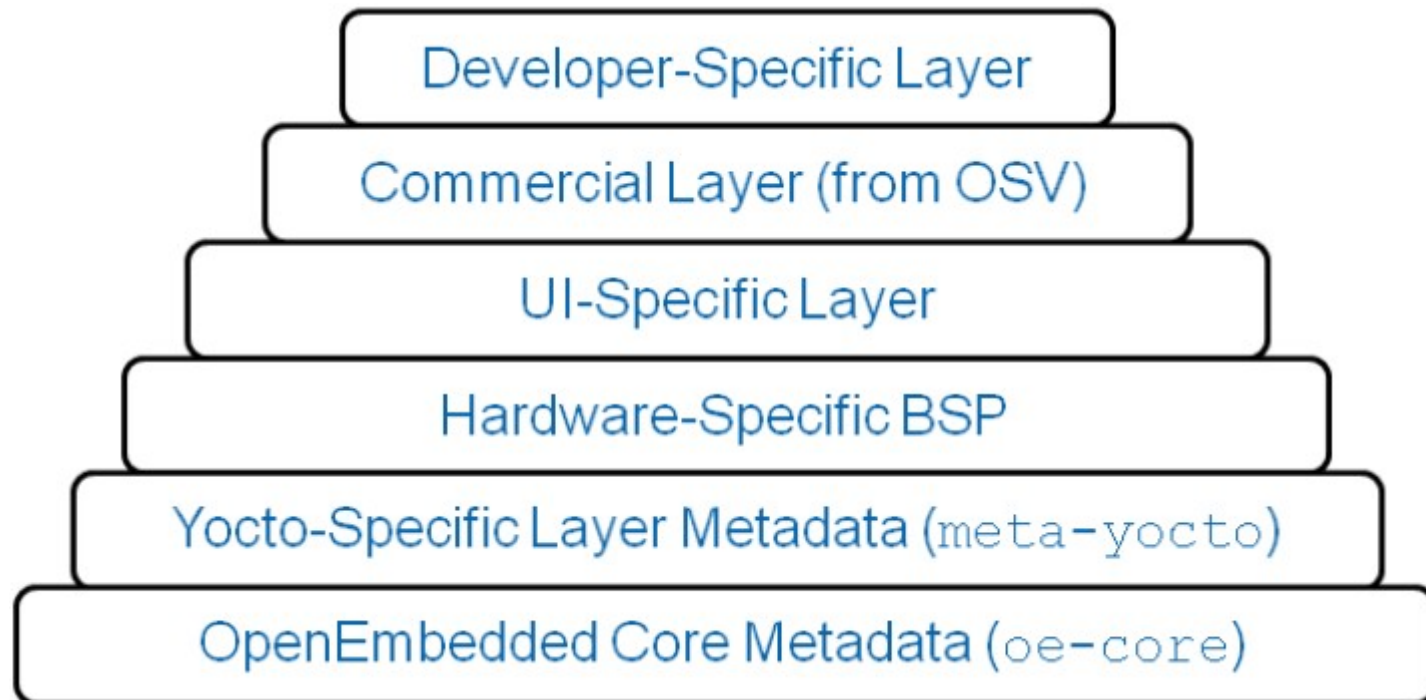 Developer-Specific Layer
Commercial Layer (from OSV)
UI-Specific Layer
Hardware-Specific BSP
Yocto-Specific Layer Metadata (meta-yocto)
OpenEmbedded Core Metadata (oe-core)